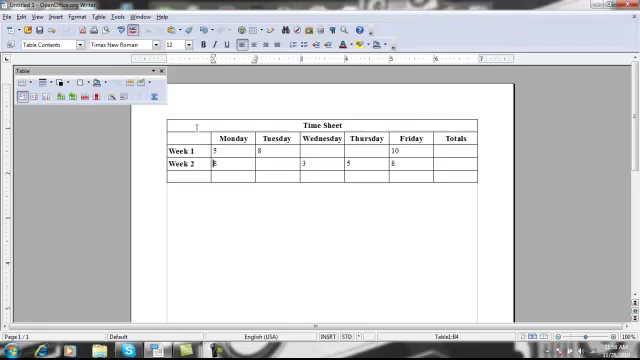 Untitled 1 - OpenOffice.org Writer
File Edit View Insert Format Table Tools Window Help
Table Contents Times New Roman 12
Table
Time Sheet
Monday Tuesday Wednesday Thursday Friday Totals
Week 1 5 8 10
Week 2 8 3 5 8
Page 1 / 1 Default English (USA) INSRT STD * Table1:B4